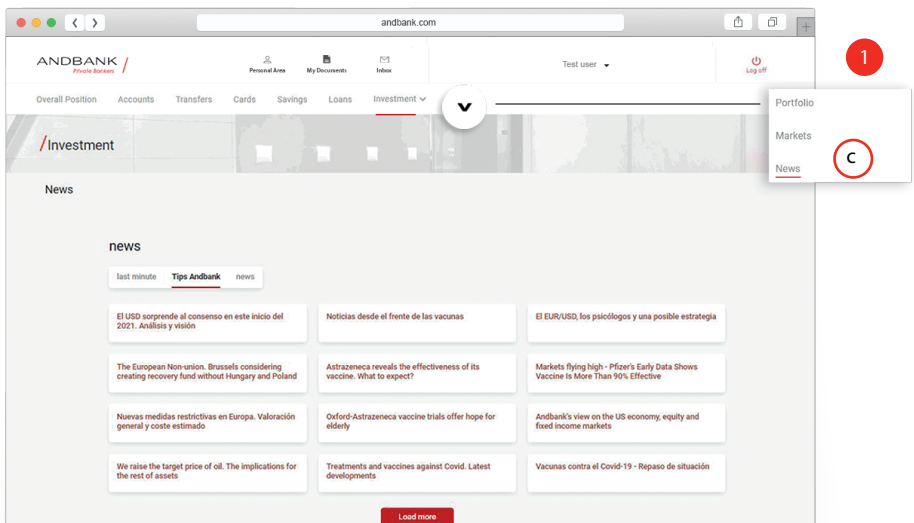 andbank.com
ANDBANK
Private Bankers
Personal Area
My Documents
Inbox
Test user
Log off
1
Overall Position
Accounts
Transfers
Cards
Savings
Loans
Investment
Portfolio
Markets
News
C
/Investment
News
news
last minute
Tips Andbank
news
El USD sorprende al consenso en este inicio del
2021. Análisis y visión
Noticias desde el frente de las vacunas
El EUR/USD, los psicólogos y una posible estrategia
The European Non-union. Brussels considering
creating recovery fund without Hungary and Poland
Astrazeneca reveals the effectiveness of its
vaccine. What to expect?
Markets flying high - Pfizer's Early Data Shows
Vaccine Is More Than 90% Effective
Nuevas medidas restrictivas en Europa. Valoración
general y coste estimado
Oxford-Astrazeneca vaccine trials offer hope for
elderly
Andbank's view on the US economy, equity and
fixed income markets
We raise the target price of oil. The implications for
the rest of assets
Treatments and vaccines against Covid. Latest
developments
Vacunas contra el Covid-19 - Repaso de situación
Load more